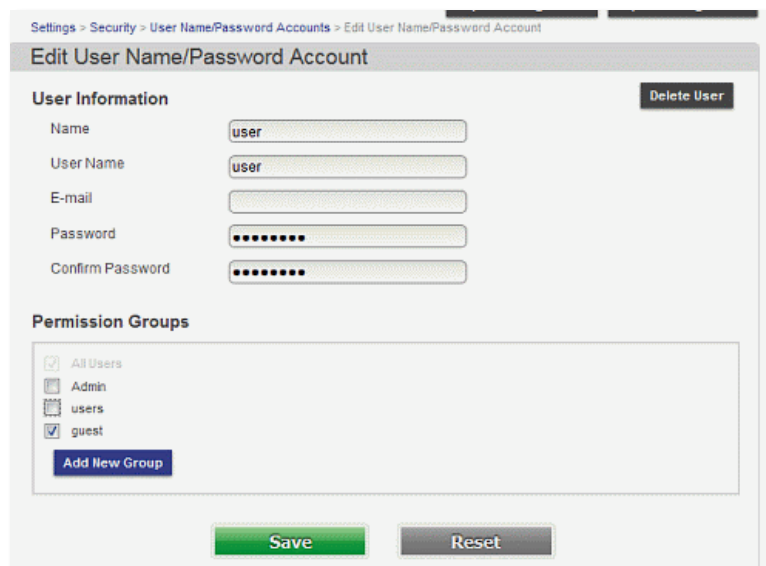 Settings > Security > User Name/Password Accounts > Edit User Name/Password Account
Edit User Name/Password Account
User Information
Delete User
Name
user
User Name
user
E-mail
Password
••••••••
Confirm Password
••••••••
Permission Groups
All Users
Admin
users
guest
Add New Group
Save
Reset